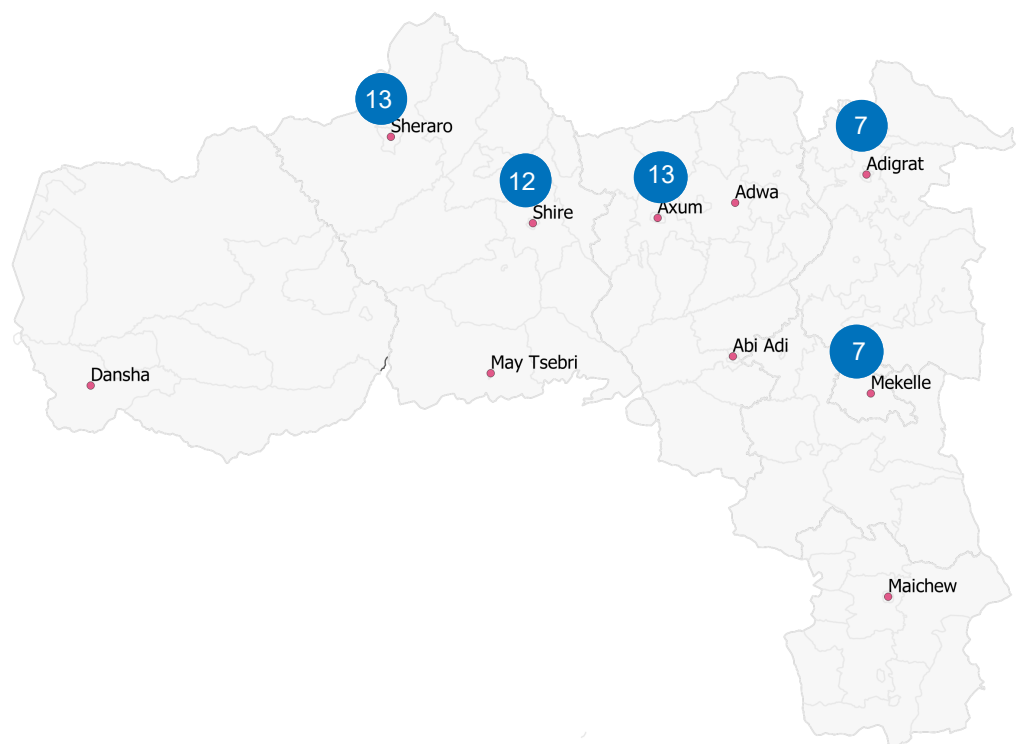 13
Sheraro
7
Adigrat
12
Shire
13
Axum
Adwa
7
Mekelle
Abi Adi
May Tsebri
Dansha
Maichew